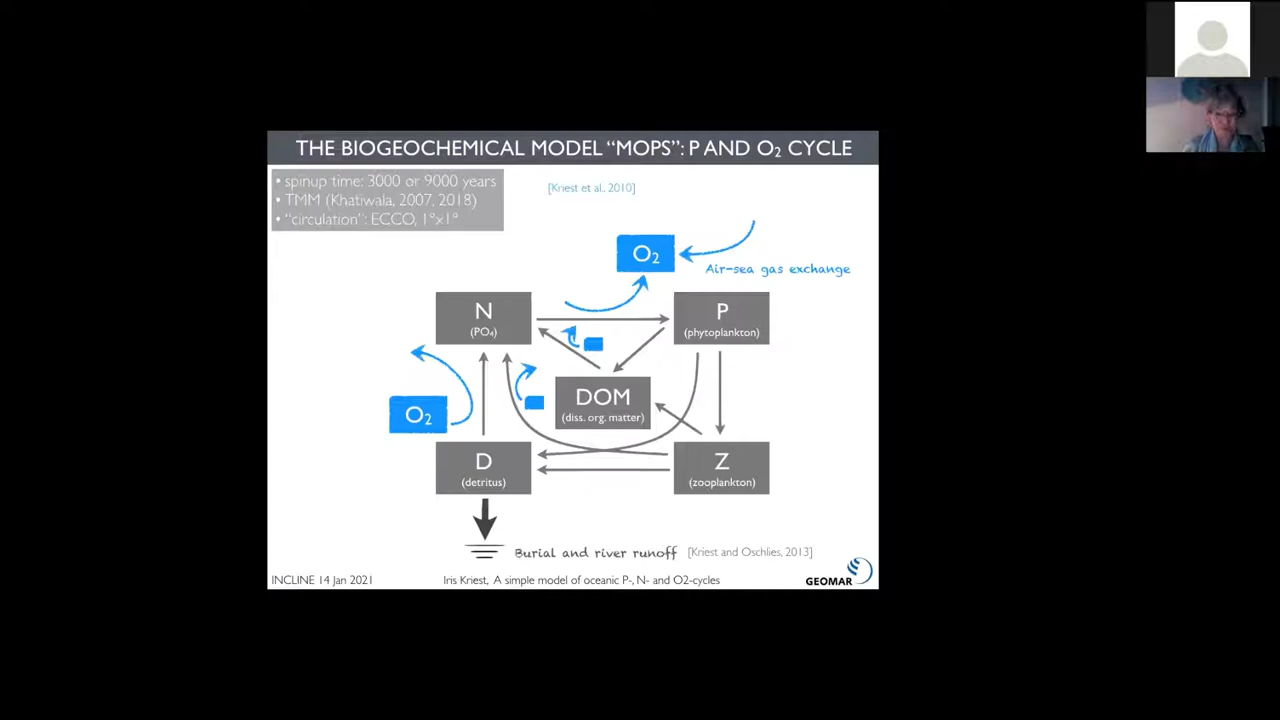 THE BIOGEOCHEMICAL MODEL “MOPS”: P AND O₂ CYCLE
• spinup time: 3000 or 9000 years
• TMM (Khatiwala, 2007, 2018)
• “circulation”: ECCO, 1°x1°
[Kriest et al., 2010]
O₂
Air-sea gas exchange
N
(PO₄)
P
(phytoplankton)
DOM
(diss. org. matter)
O₂
D
(detritus)
Z
(zooplankton)
Burial and river runoff
[Kriest and Oschlies, 2013]
INCLINE 14 Jan 2021
Iris Kriest, A simple model of oceanic P-, N- and O2-cycles
GEOMAR